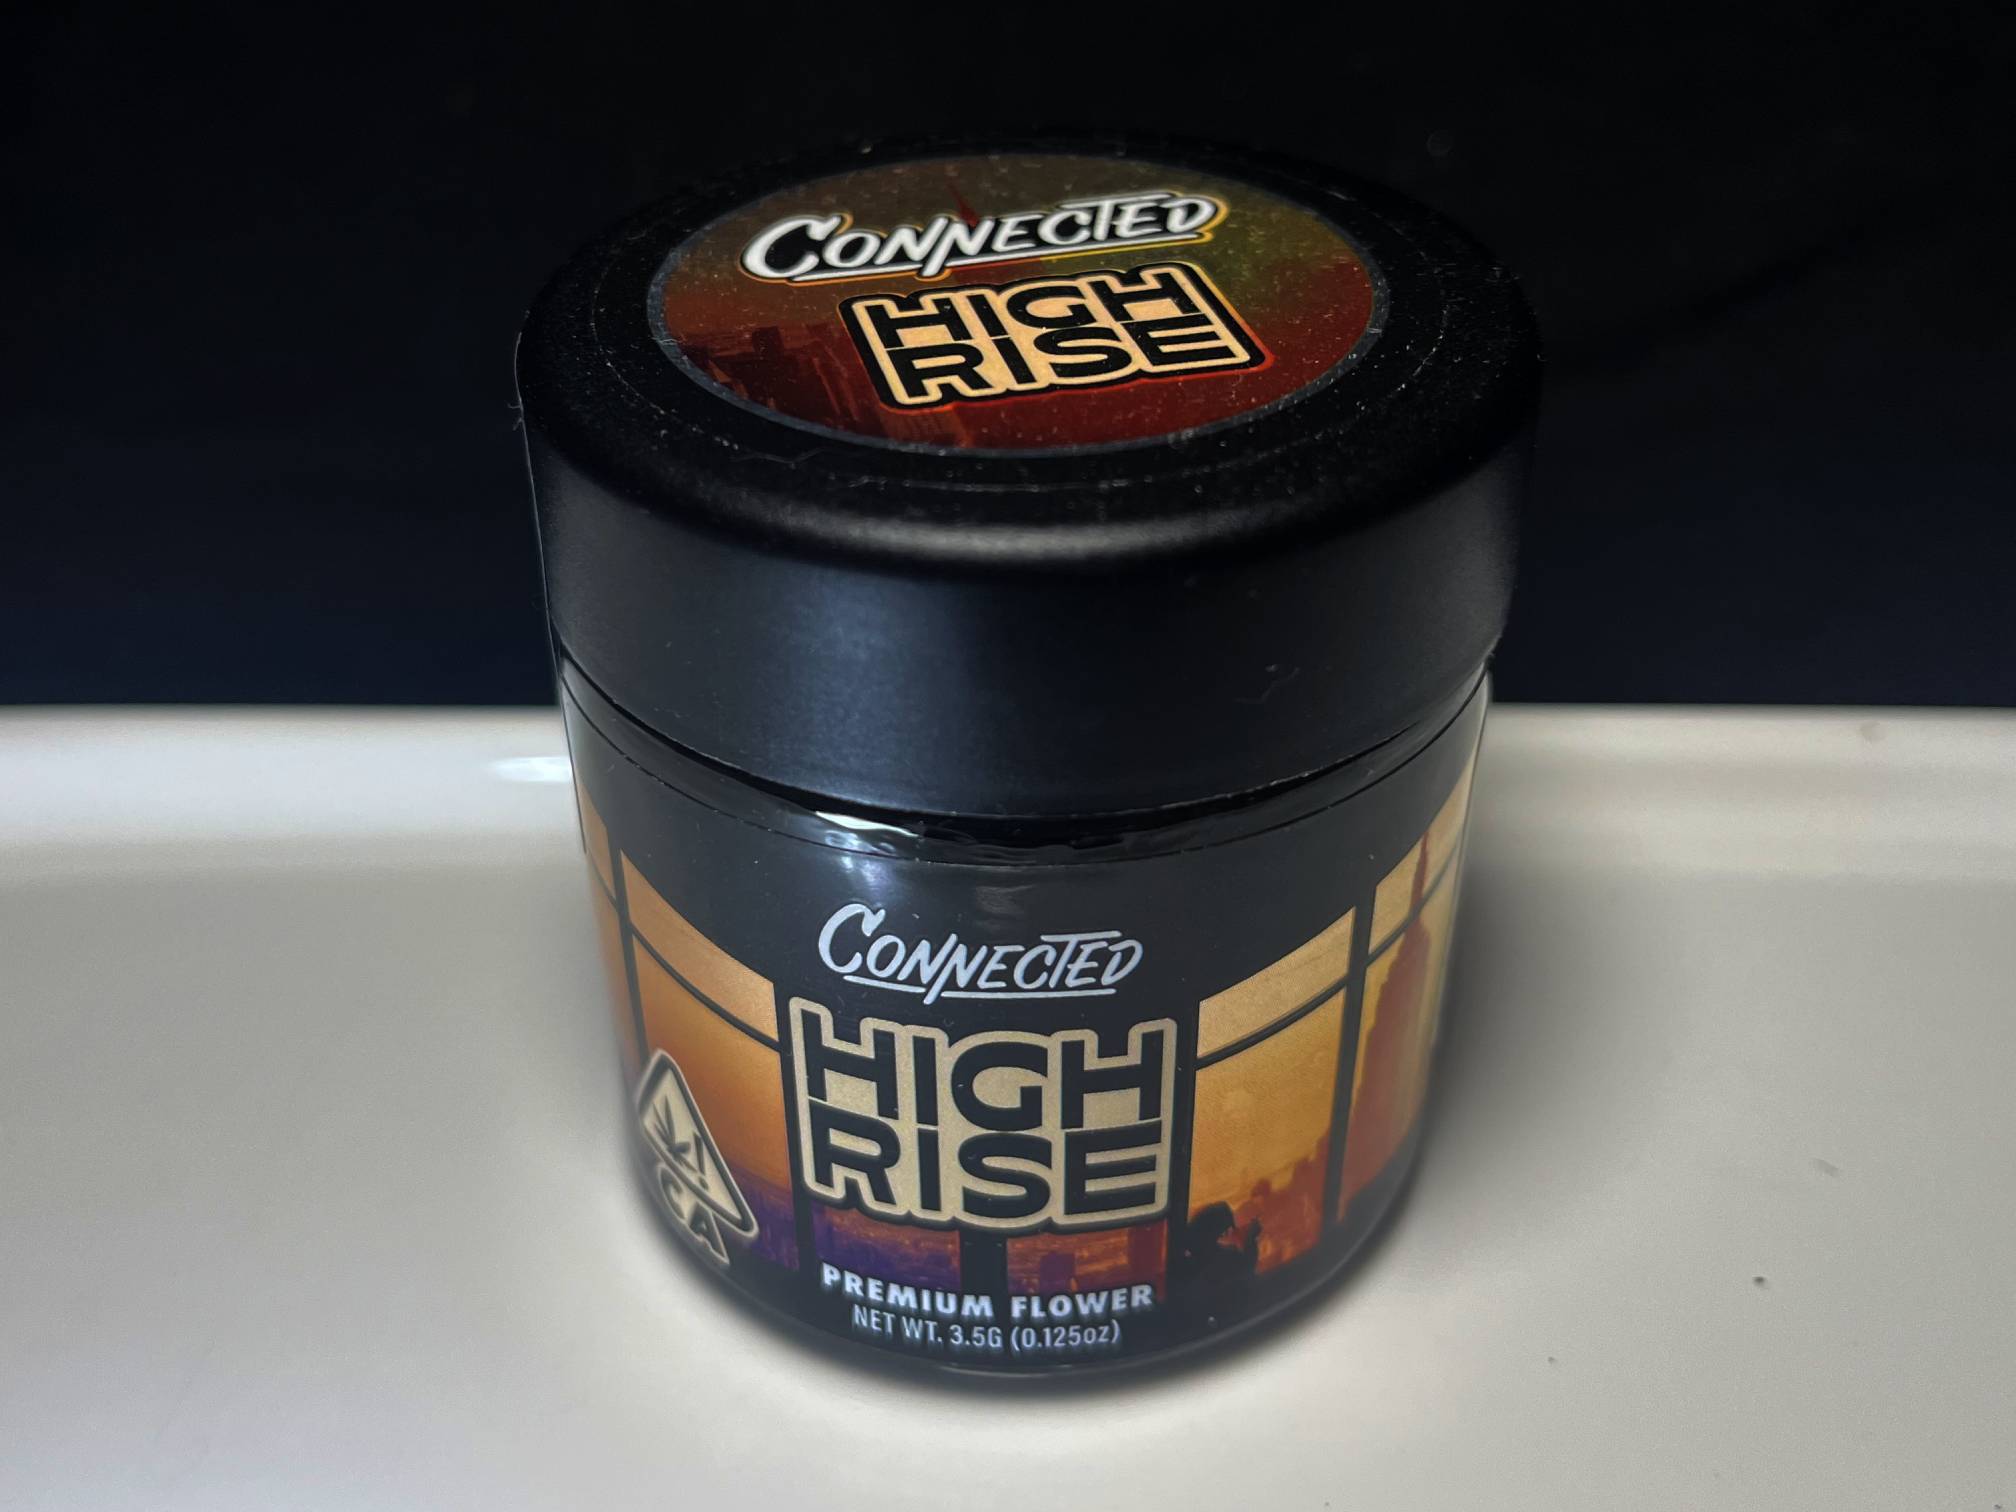 CONNECTED
HIGH
RISE
CONNECTED
HIGH
RISE
!
CA
PREMIUM FLOWER
NET WT. 3.5G (0.125oz)